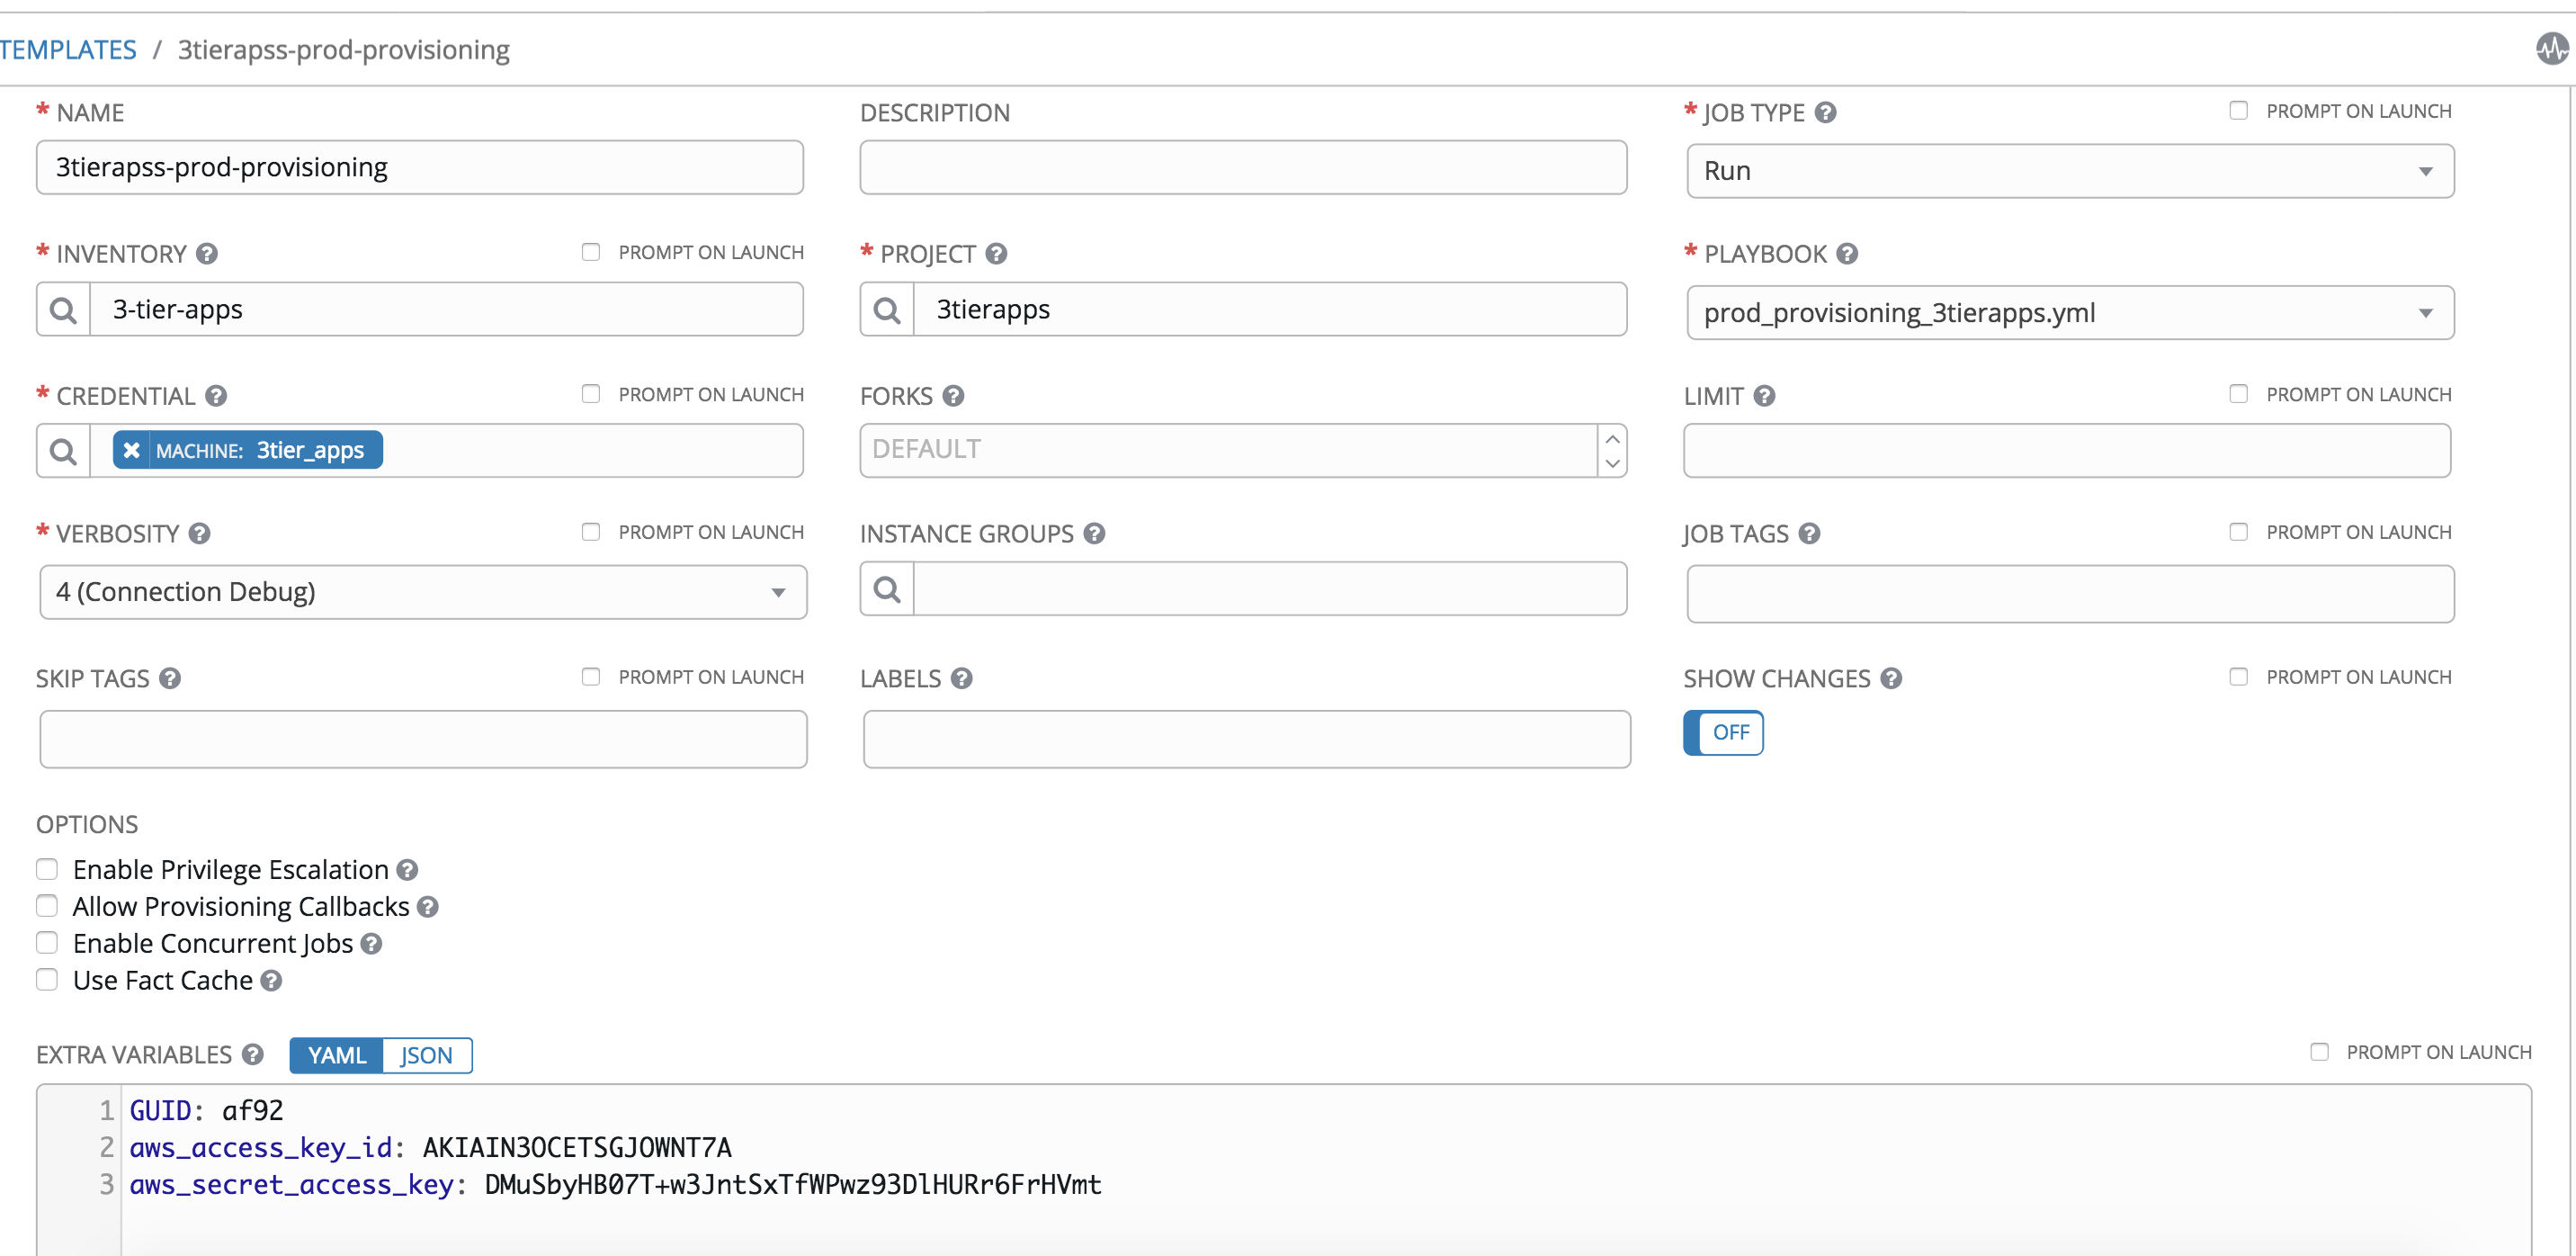 TEMPLATES / 3tierapss-prod-provisioning
* NAME
DESCRIPTION
* JOB TYPE ? PROMPT ON LAUNCH
3tierapss-prod-provisioning
Run
* INVENTORY ? PROMPT ON LAUNCH
* PROJECT ?
* PLAYBOOK ?
3-tier-apps
3tierapps
prod_provisioning_3tierapps.yml
* CREDENTIAL ? PROMPT ON LAUNCH
FORKS ?
LIMIT ? PROMPT ON LAUNCH
MACHINE: 3tier_apps
DEFAULT
* VERBOSITY ? PROMPT ON LAUNCH
INSTANCE GROUPS ?
JOB TAGS ? PROMPT ON LAUNCH
4 (Connection Debug)
SKIP TAGS ? PROMPT ON LAUNCH
LABELS ?
SHOW CHANGES ? PROMPT ON LAUNCH
OFF
OPTIONS
Enable Privilege Escalation ?
Allow Provisioning Callbacks ?
Enable Concurrent Jobs ?
Use Fact Cache ?
EXTRA VARIABLES ? YAML JSON PROMPT ON LAUNCH
1 GUID: af92
2 aws_access_key_id: AKIAIN3OCETSGJOWNT7A
3 aws_secret_access_key: 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